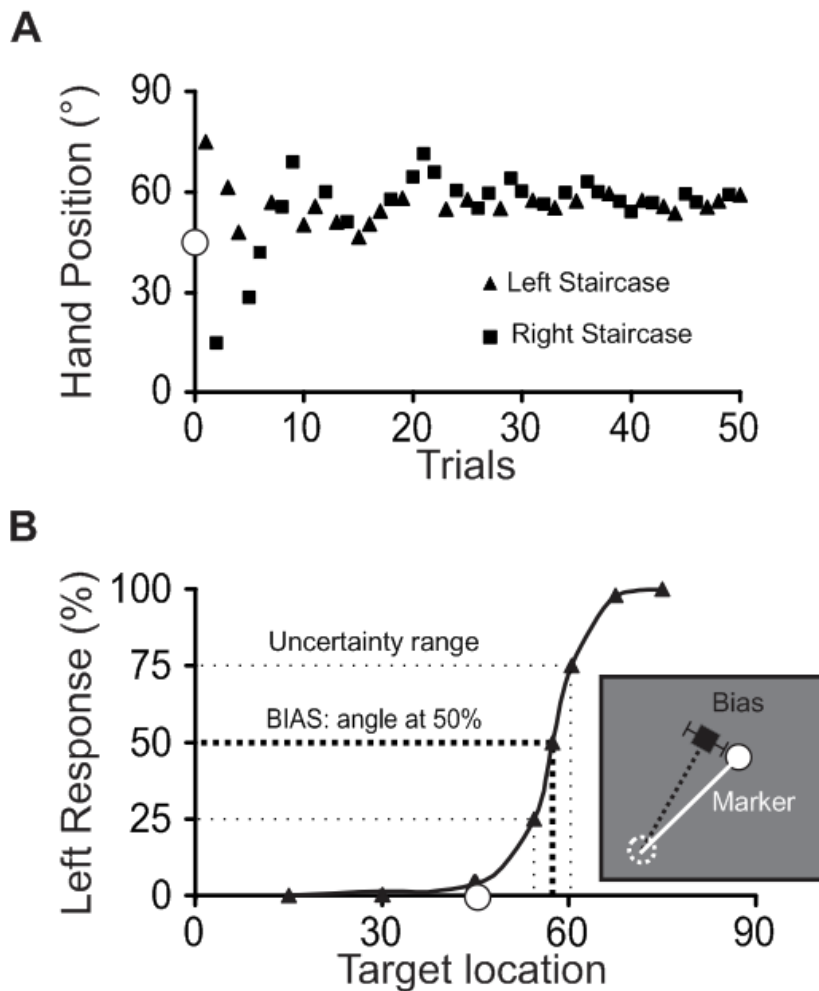 A
Hand Position (°)
90
60
30
0
▲ Left Staircase
■ Right Staircase
0 10 20 30 40 50
Trials
B
Left Response (%)
100
75
50
25
0
Uncertainty range
BIAS: angle at 50%
Bias
Marker
0 30 60 90
Target location